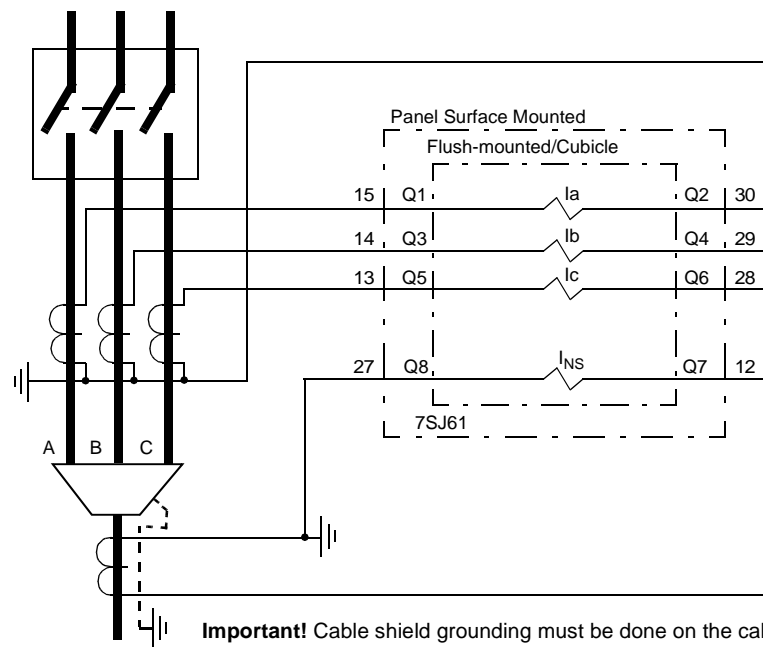 Panel Surface Mounted
Flush-mounted/Cubicle
15 Q1 Ia Q2 30
14 Q3 Ib Q4 29
13 Q5 Ic Q6 28
27 Q8 INS Q7 12
7SJ61
A B C
Important! Cable shield grounding must be done on the cal